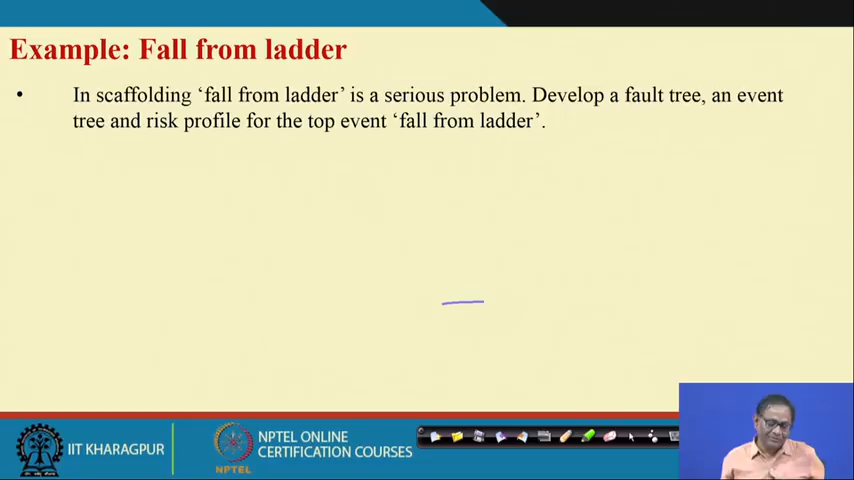 Example: Fall from ladder
• In scaffolding ‘fall from ladder’ is a serious problem. Develop a fault tree, an event
tree and risk profile for the top event ‘fall from ladder’.
IIT KHARAGPUR
NPTEL
NPTEL ONLINE
CERTIFICATION COURSES